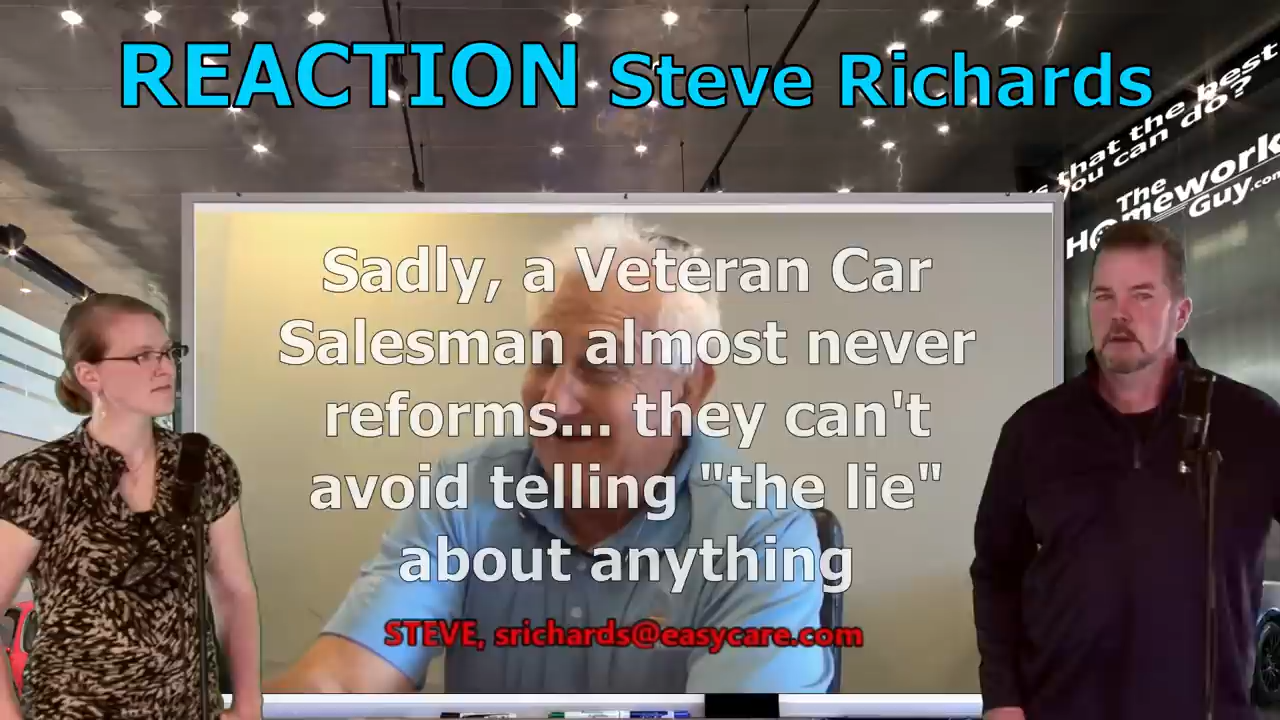 REACTION Steve Richards
's that the best
you can do?
The
Homework
Guy.com
Sadly, a Veteran Car
Salesman almost never
reforms... they can't
avoid telling "the lie"
about anything
STEVE, srichards@easycare.com